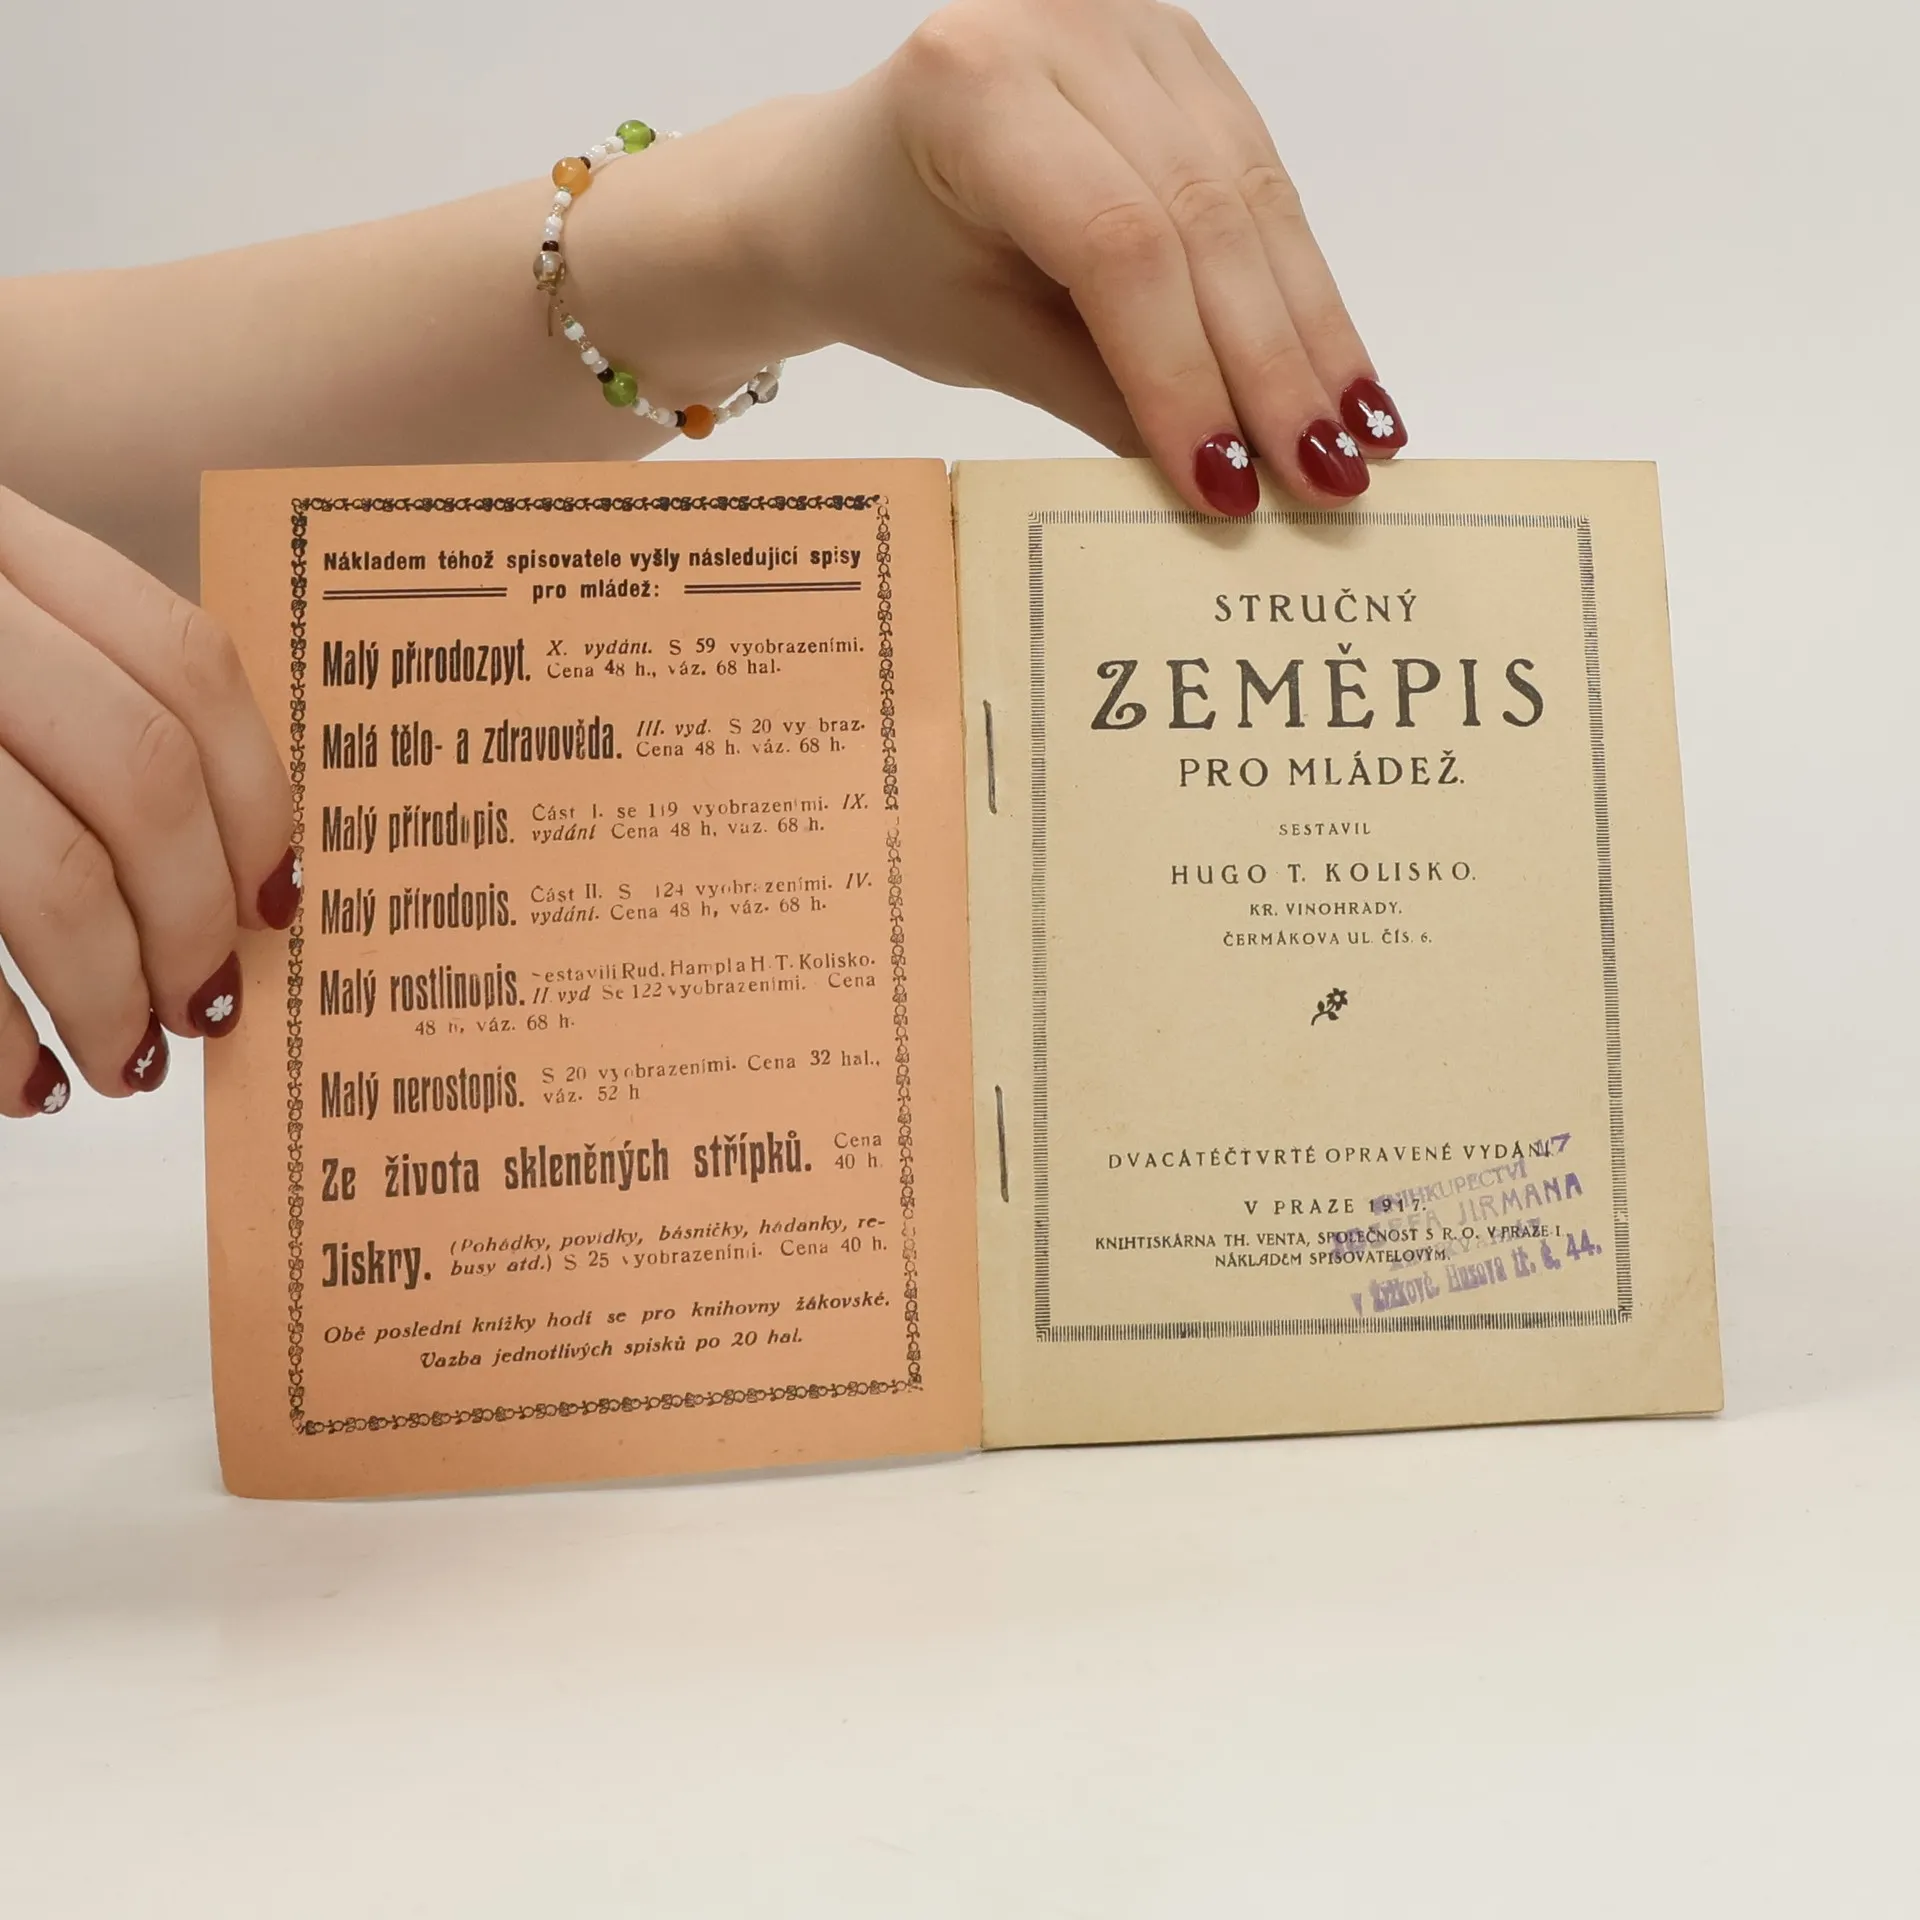 Nákladem téhož spisovatele vyšly následující spisy
pro mládež:
Malý přírodozpyt. X. vydání. S 59 vyobrazeními.
Cena 48 h., váz. 68 hal.
Malá tělo- a zdravověda. III. vyd. S 20 vy braz.
Cena 48 h. váz. 68 h.
Malý přírodopis. Část I. se 119 vyobrazeními. IX.
vydání Cena 48 h, váz. 68 h.
Malý přírodopis. Část II. S 124 vyobrazeními. IV.
vydání. Cena 48 h, váz. 68 h.
Malý rostlinopis. Sestavili Rud. Hampl a H. T. Kolisko.
II. vyd Se 122 vyobrazeními. Cena
48 h, váz. 68 h.
Malý nerostopis. S 20 vyobrazeními. Cena 32 hal.,
váz. 52 h
Ze života skleněných střípků. Cena
40 h.
Jiskry. (Pohádky, povídky, básničky, hádanky, re-
busy atd.) S 25 vyobrazeními. Cena 40 h.
Obě poslední knížky hodí se pro knihovny žákovské.
Vazba jednotlivých spisků po 20 hal.
STRUČNÝ
ZEMĚPIS
PRO MLÁDEŽ.
SESTAVIL
HUGO T. KOLISKO.
KR. VINOHRADY.
ČERMÁKOVA UL. ČÍS. 6.
DVACÁTÉČTVRTÉ OPRAVENÉ VYDÁNÍ.
V PRAZE 1917.
KNIHTISKÁRNA TH. VENTA, SPOLEČNOST S R. O. V PRAZE I.
NÁKLADEM SPISOVATELOVÝM.
KNIHKUPECTVÍ
JOSEFA JIRMANA
v Žižkově, Husova tř. č. 44.